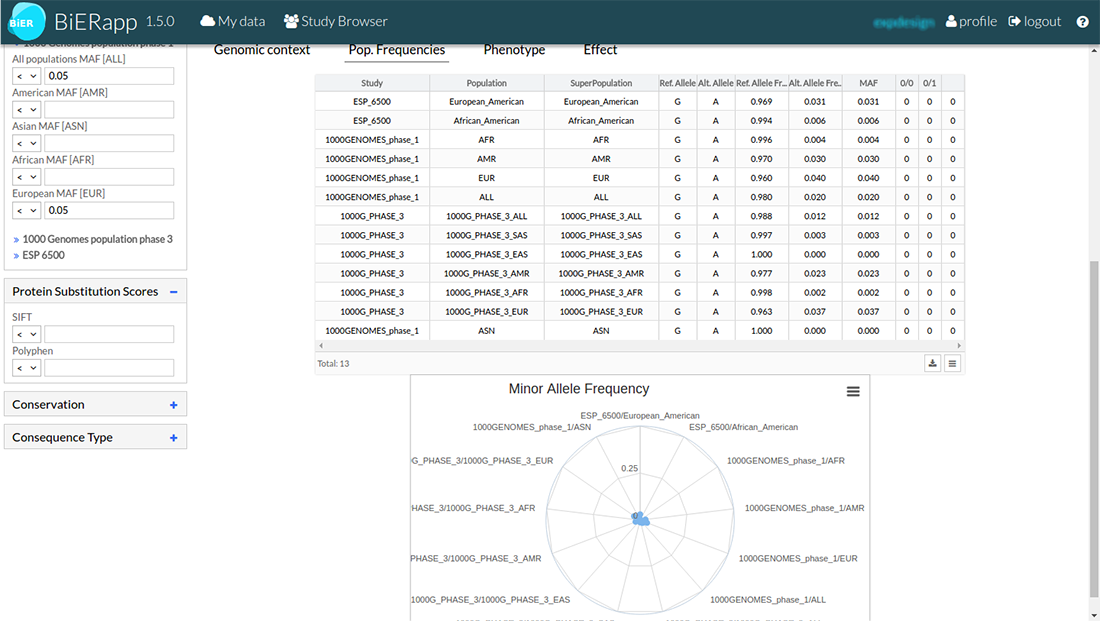 BiER BiERapp 1.5.0 My data Study Browser profile logout ?
1000 Genomes population phase 1
All populations MAF [ALL]
< 0.05
American MAF [AMR]
<
Asian MAF [ASN]
<
African MAF [AFR]
<
European MAF [EUR]
< 0.05
» 1000 Genomes population phase 3
» ESP 6500
Protein Substitution Scores −
SIFT
<
Polyphen
<
Conservation +
Consequence Type +
Genomic context Pop. Frequencies Phenotype Effect
Study Population SuperPopulation Ref. Allele Alt. Allele Ref. Allele Fr... Alt. Allele Fre.. MAF 0/0 0/1
ESP_6500 European_American European_American G A 0.969 0.031 0.031 0 0 0
ESP_6500 African_American African_American G A 0.994 0.006 0.006 0 0 0
1000GENOMES_phase_1 AFR AFR G A 0.996 0.004 0.004 0 0 0
1000GENOMES_phase_1 AMR AMR G A 0.970 0.030 0.030 0 0 0
1000GENOMES_phase_1 EUR EUR G A 0.960 0.040 0.040 0 0 0
1000GENOMES_phase_1 ALL ALL G A 0.980 0.020 0.020 0 0 0
1000G_PHASE_3 1000G_PHASE_3_ALL 1000G_PHASE_3_ALL G A 0.988 0.012 0.012 0 0 0
1000G_PHASE_3 1000G_PHASE_3_SAS 1000G_PHASE_3_SAS G A 0.997 0.003 0.003 0 0 0
1000G_PHASE_3 1000G_PHASE_3_EAS 1000G_PHASE_3_EAS G A 1.000 0.000 0.000 0 0 0
1000G_PHASE_3 1000G_PHASE_3_AMR 1000G_PHASE_3_AMR G A 0.977 0.023 0.023 0 0 0
1000G_PHASE_3 1000G_PHASE_3_AFR 1000G_PHASE_3_AFR G A 0.998 0.002 0.002 0 0 0
1000G_PHASE_3 1000G_PHASE_3_EUR 1000G_PHASE_3_EUR G A 0.963 0.037 0.037 0 0 0
1000GENOMES_phase_1 ASN ASN G A 1.000 0.000 0.000 0 0 0
Total: 13
Minor Allele Frequency
ESP_6500/European_American
1000GENOMES_phase_1/ASN ESP_6500/African_American
G_PHASE_3/1000G_PHASE_3_EUR 1000GENOMES_phase_1/AFR
0.25
HASE_3/1000G_PHASE_3_AFR 1000GENOMES_phase_1/AMR
0
PHASE_3/1000G_PHASE_3_AMR 1000GENOMES_phase_1/EUR
1000G_PHASE_3/1000G_PHASE_3_EAS 1000GENOMES_phase_1/ALL